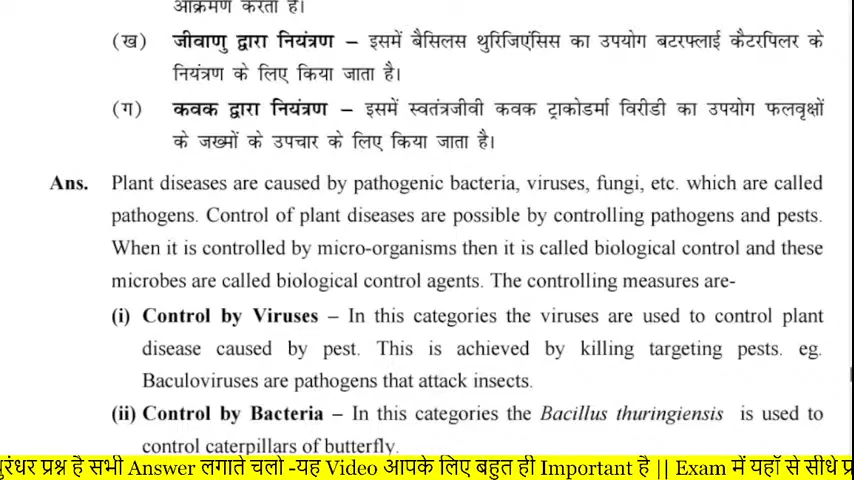 आक्रमण करता है।
(ख) जीवाणु द्वारा नियंत्रण – इसमें बैसिलस थुरिजिएंसिस का उपयोग बटरफ्लाई कैटरपिलर के
नियंत्रण के लिए किया जाता है।
(ग) कवक द्वारा नियंत्रण – इसमें स्वतंत्रजीवी कवक ट्राकोडर्मा विरीडी का उपयोग फलवृक्षों
के जख्मों के उपचार के लिए किया जाता है।
Ans. Plant diseases are caused by pathogenic bacteria, viruses, fungi, etc. which are called
pathogens. Control of plant diseases are possible by controlling pathogens and pests.
When it is controlled by micro-organisms then it is called biological control and these
microbes are called biological control agents. The controlling measures are-
(i) Control by Viruses – In this categories the viruses are used to control plant
disease caused by pest. This is achieved by killing targeting pests. eg.
Baculoviruses are pathogens that attack insects.
(ii) Control by Bacteria – In this categories the Bacillus thuringiensis is used to
control caterpillars of butterfly.
प्रश्न है सभी Answer लगाते चलो -यह Video आपके लिए बहुत ही Important है || Exam में यहाँ से सीधे